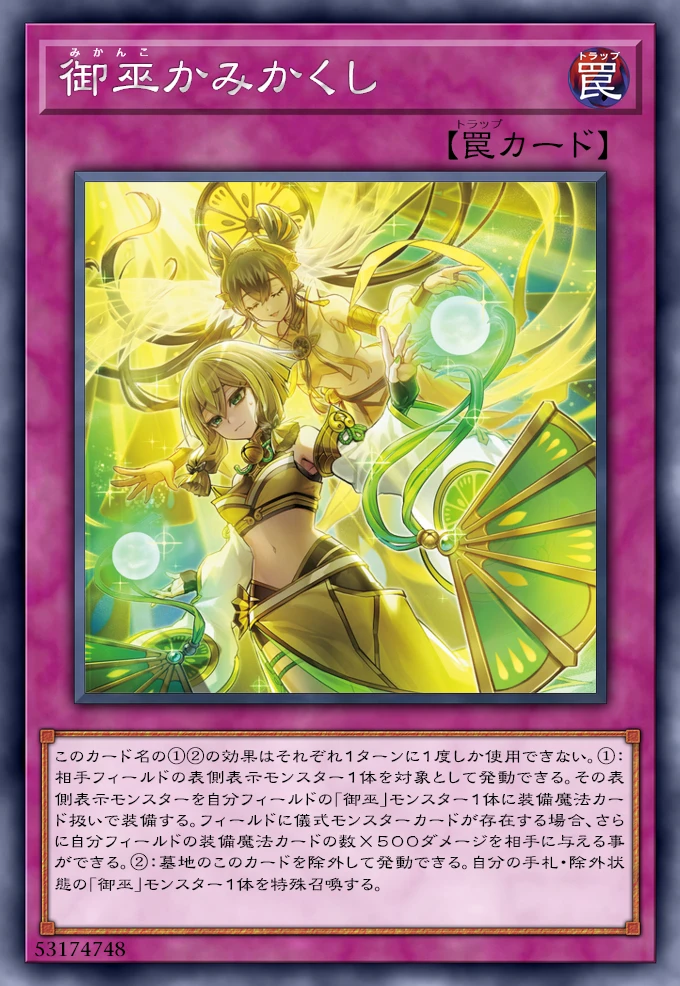 みかんこ
御巫かみかくし
トラップ
罠
トラップ
【罠カード】
このカード名の①②の効果はそれぞれ1ターンに1度しか使用できない。①:
相手フィールドの表側表示モンスター1体を対象として発動できる。その表
側表示モンスターを自分フィールドの「御巫」モンスター1体に装備魔法カー
ド扱いで装備する。フィールドに儀式モンスターカードが存在する場合、さら
に自分フィールドの装備魔法カードの数×500ダメージを相手に与える事
ができる。②:墓地のこのカードを除外して発動できる。自分の手札・除外状
態の「御巫」モンスター1体を特殊召喚する。
53174748